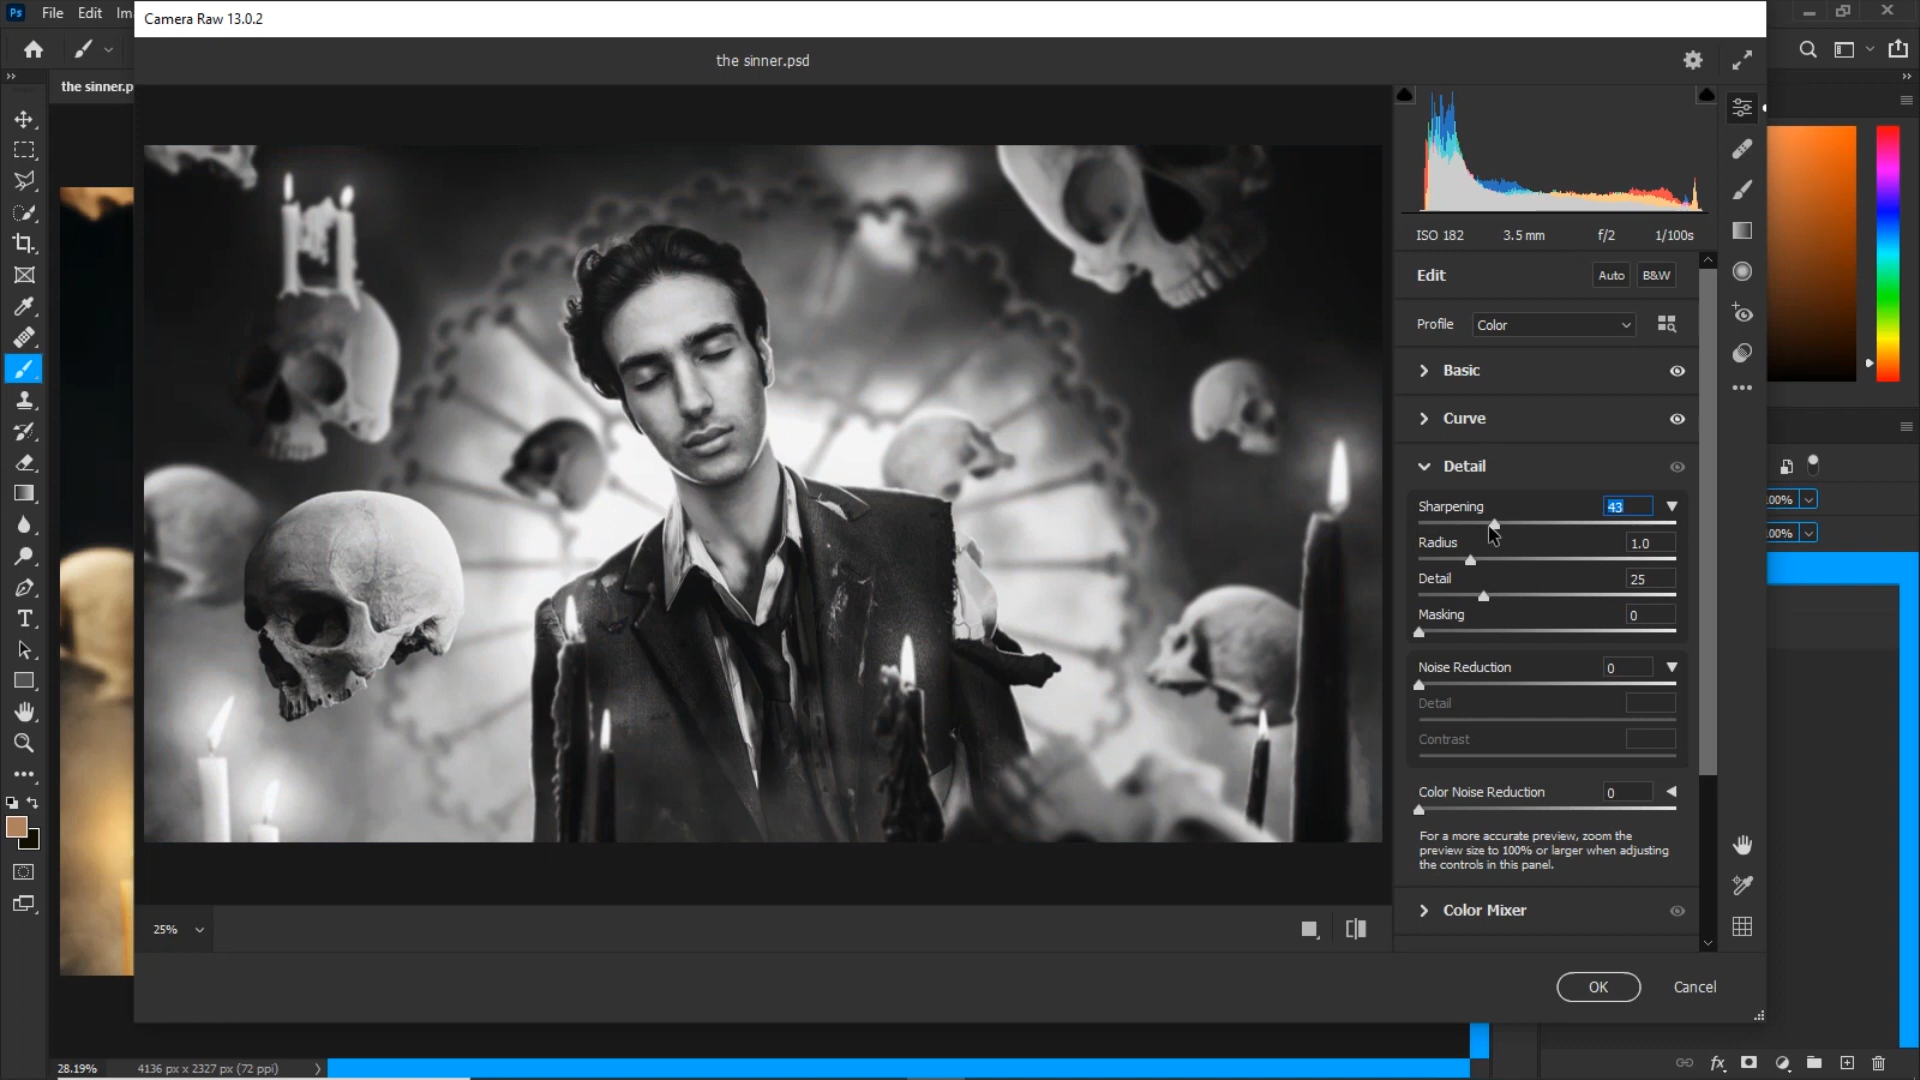 Ps File Edit Im
Camera Raw 13.0.2
the sinner.psd
the sinner.p
ISO 182 3.5 mm f/2 1/100s
Edit Auto B&W
Profile Color
Basic
Curve
Detail
Sharpening 43
Radius 1.0
Detail 25
Masking 0
Noise Reduction 0
Detail
Contrast
Color Noise Reduction 0
For a more accurate preview, zoom the
preview size to 100% or larger when adjusting
the controls in this panel.
Color Mixer
25%
OK Cancel
00%
00%
T
28.19% 4136 px x 2327 px (72 ppi)
fx